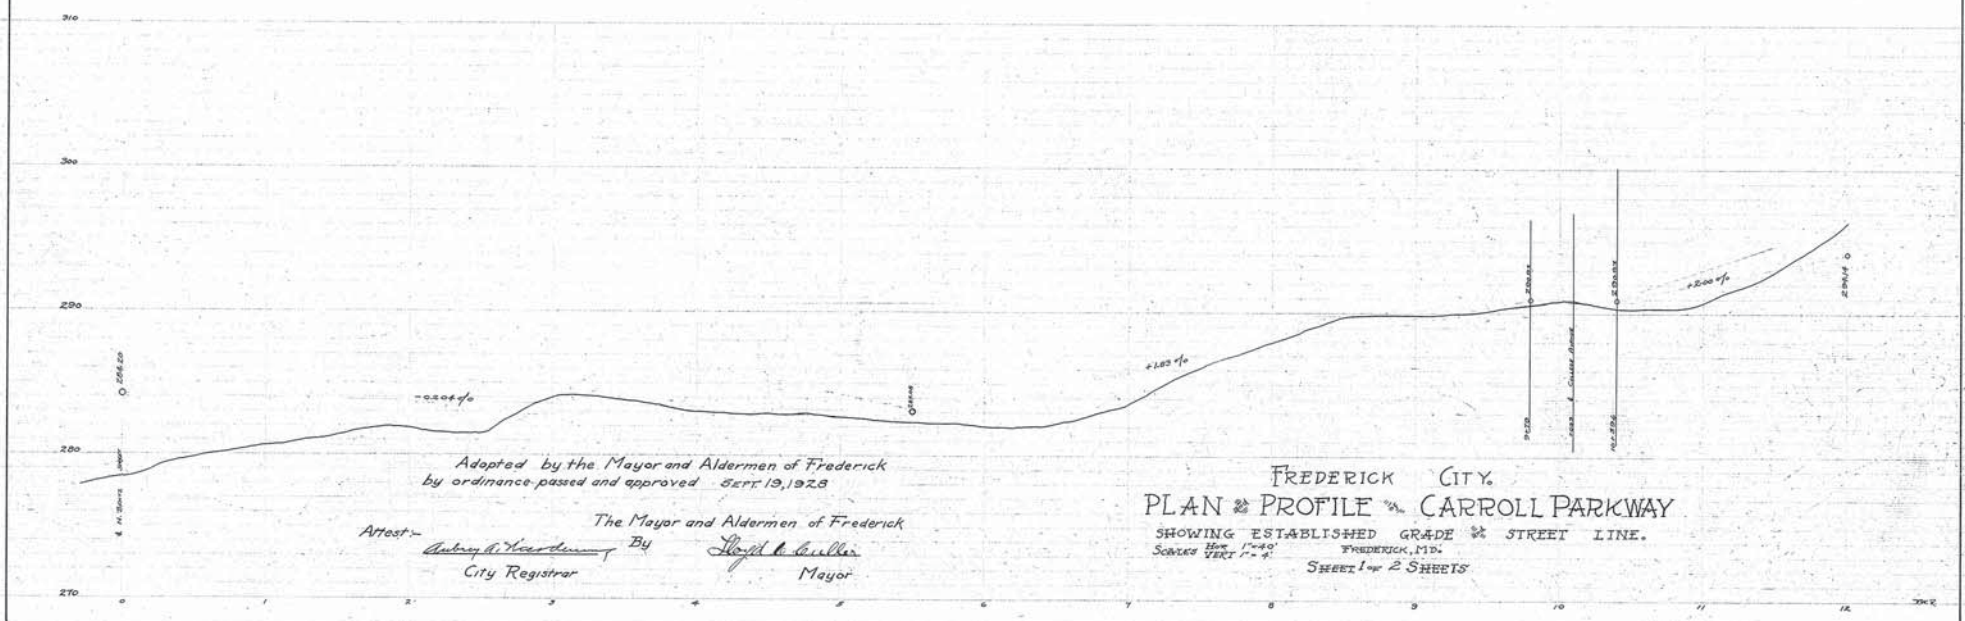 310
300
290
280
270
284.20
-0.204%
+1.83%
+2.00%
294.14
Adopted by the Mayor and Aldermen of Frederick
by ordinance passed and approved SEPT. 19, 1928
The Mayor and Aldermen of Frederick
Attest:-
By
City Registrar
Mayor
FREDERICK CITY.
PLAN & PROFILE OF CARROLL PARKWAY
SHOWING ESTABLISHED GRADE & STREET LINE.
SCALES HOR. 1"=40'
VERT. 1"=4'
FREDERICK, MD.
SHEET 1 OF 2 SHEETS
0 1 2 3 4 5 6 7 8 9 10 11 12